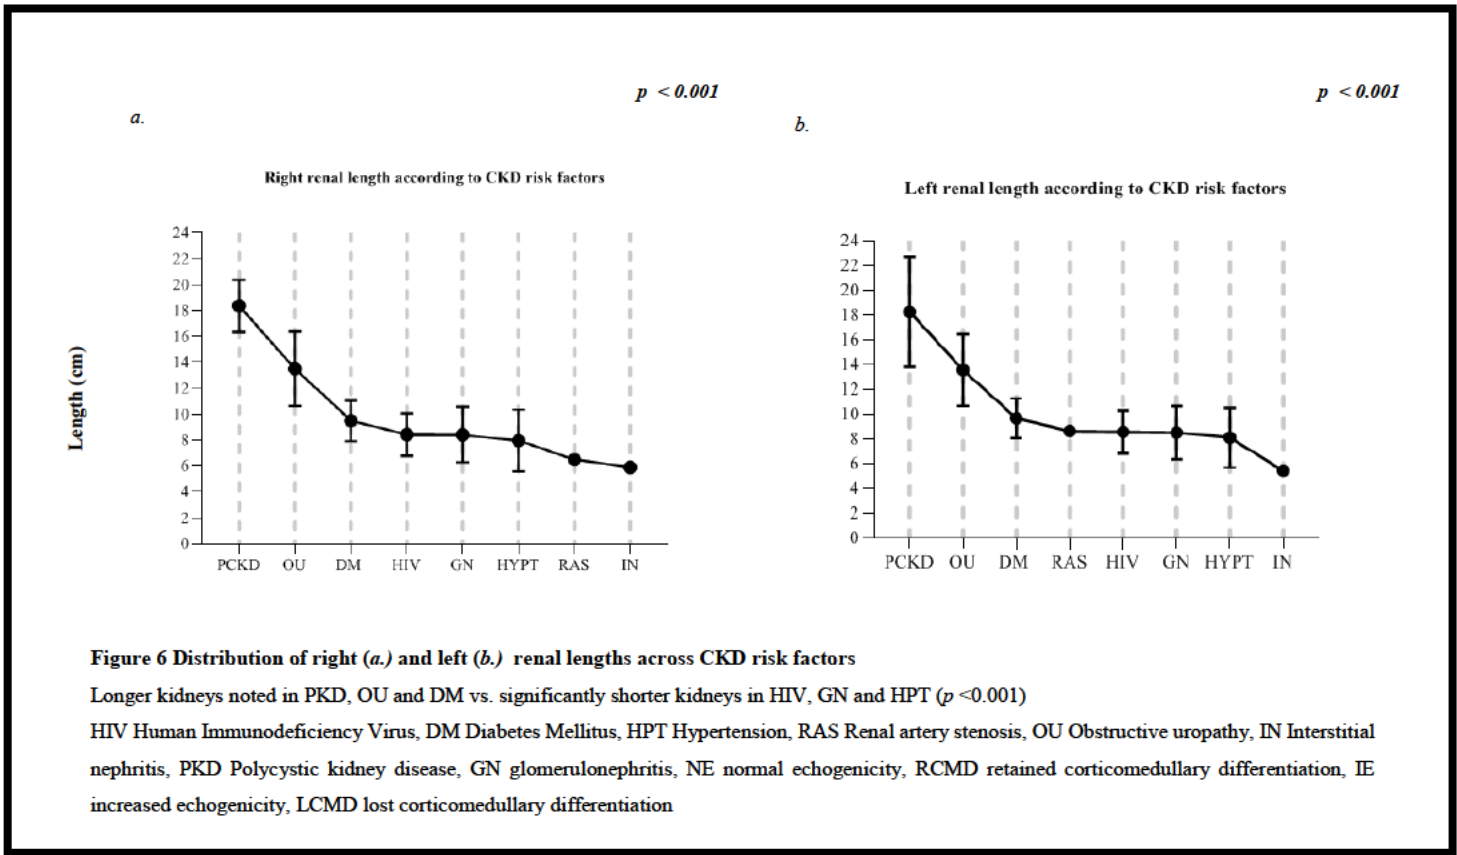 p < 0.001
a.
Right renal length according to CKD risk factors
Length (cm)
24
22
20
18
16
14
12
10
8
6
4
2
0
PCKD OU DM HIV GN HYPT RAS IN
p < 0.001
b.
Left renal length according to CKD risk factors
24
22
20
18
16
14
12
10
8
6
4
2
0
PCKD OU DM RAS HIV GN HYPT IN
Figure 6 Distribution of right (a.) and left (b.) renal lengths across CKD risk factors
Longer kidneys noted in PKD, OU and DM vs. significantly shorter kidneys in HIV, GN and HPT (p <0.001)
HIV Human Immunodeficiency Virus, DM Diabetes Mellitus, HPT Hypertension, RAS Renal artery stenosis, OU Obstructive uropathy, IN Interstitial
nephritis, PKD Polycystic kidney disease, GN glomerulonephritis, NE normal echogenicity, RCMD retained corticomedullary differentiation, IE
increased echogenicity, LCMD lost corticomedullary differentiation